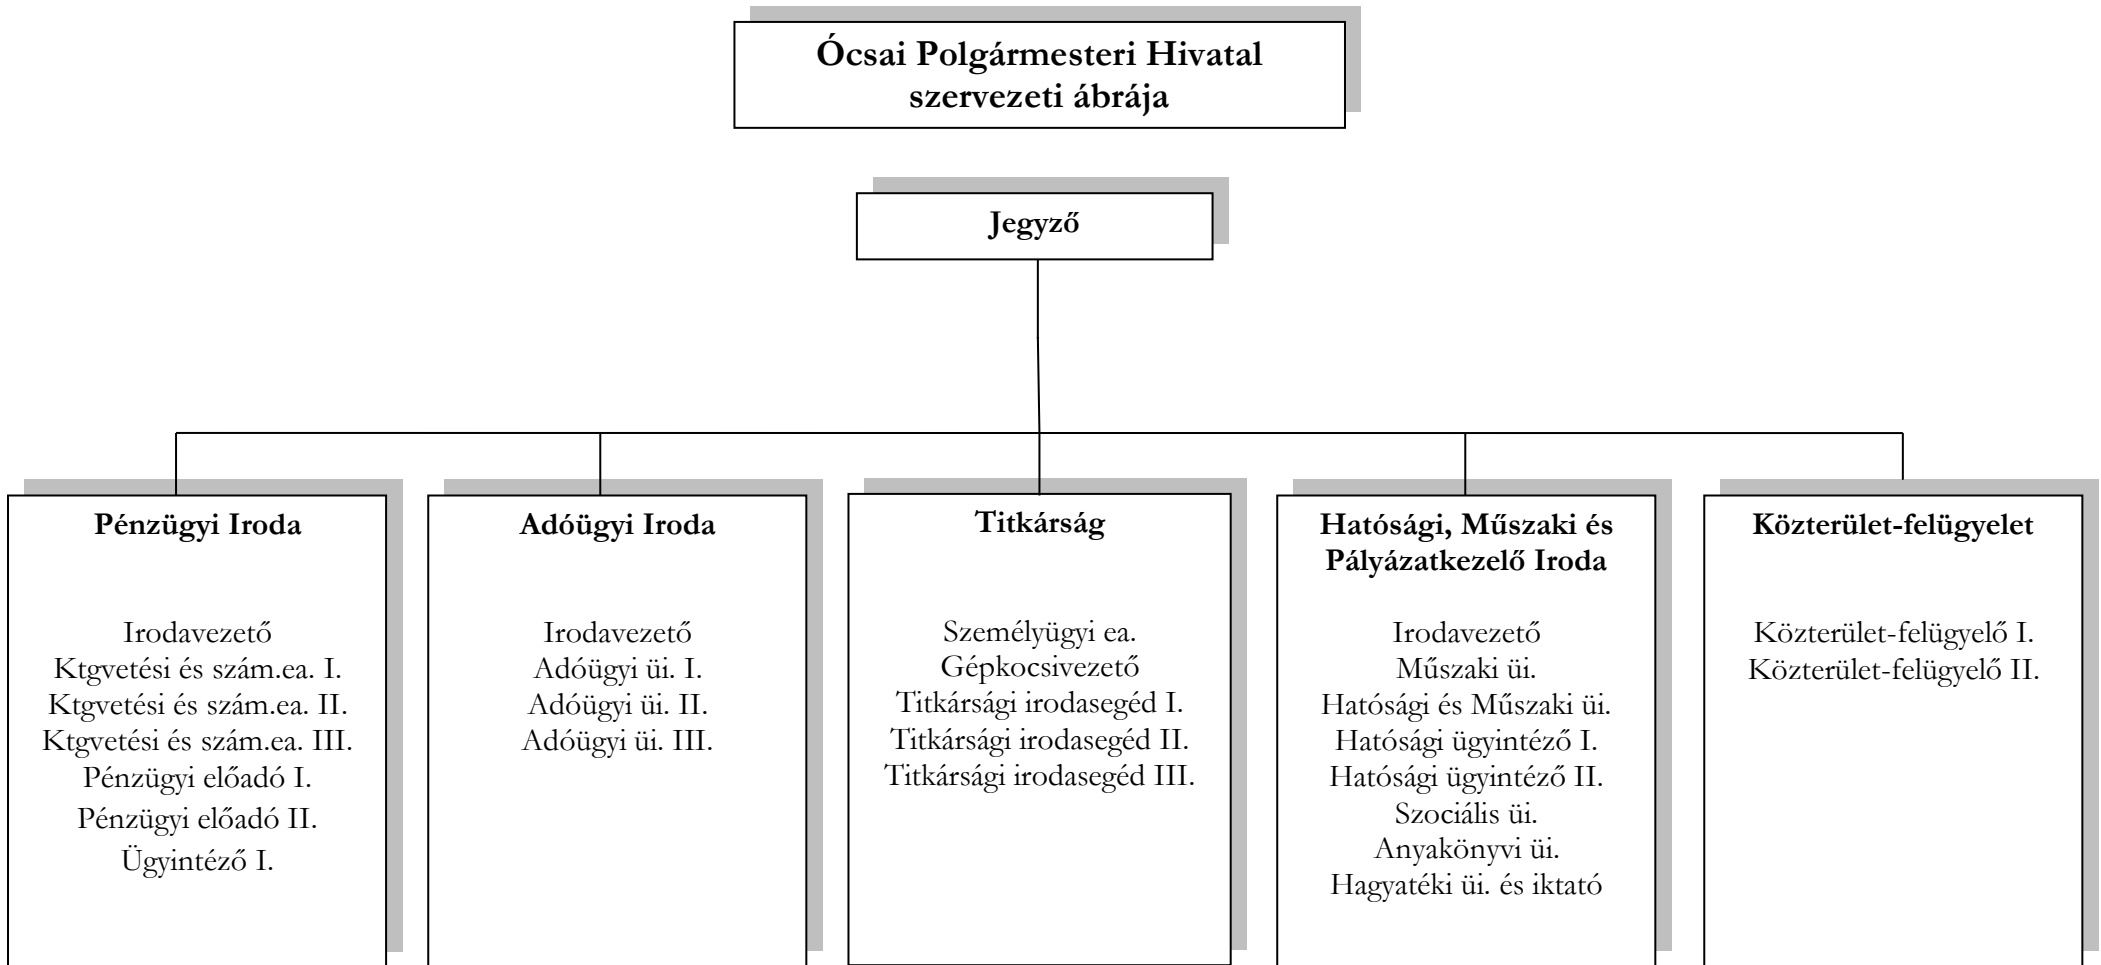 Ócsai Polgármesteri Hivatal
szervezeti ábrája
Jegyző
Pénzügyi Iroda
Irodavezető
Ktgvetési és szám.ea. I.
Ktgvetési és szám.ea. II.
Ktgvetési és szám.ea. III.
Pénzügyi előadó I.
Pénzügyi előadó II.
Ügyintéző I.
Adóügyi Iroda
Irodavezető
Adóügyi üi. I.
Adóügyi üi. II.
Adóügyi üi. III.
Titkárság
Személyügyi ea.
Gépkocsivezető
Titkársági irodasegéd I.
Titkársági irodasegéd II.
Titkársági irodasegéd III.
Hatósági, Műszaki és
Pályázatkezelő Iroda
Irodavezető
Műszaki üi.
Hatósági és Műszaki üi.
Hatósági ügyintéző I.
Hatósági ügyintéző II.
Szociális üi.
Anyakönyvi üi.
Hagyatéki üi. és iktató
Közterület-felügyelet
Közterület-felügyelő I.
Közterület-felügyelő II.